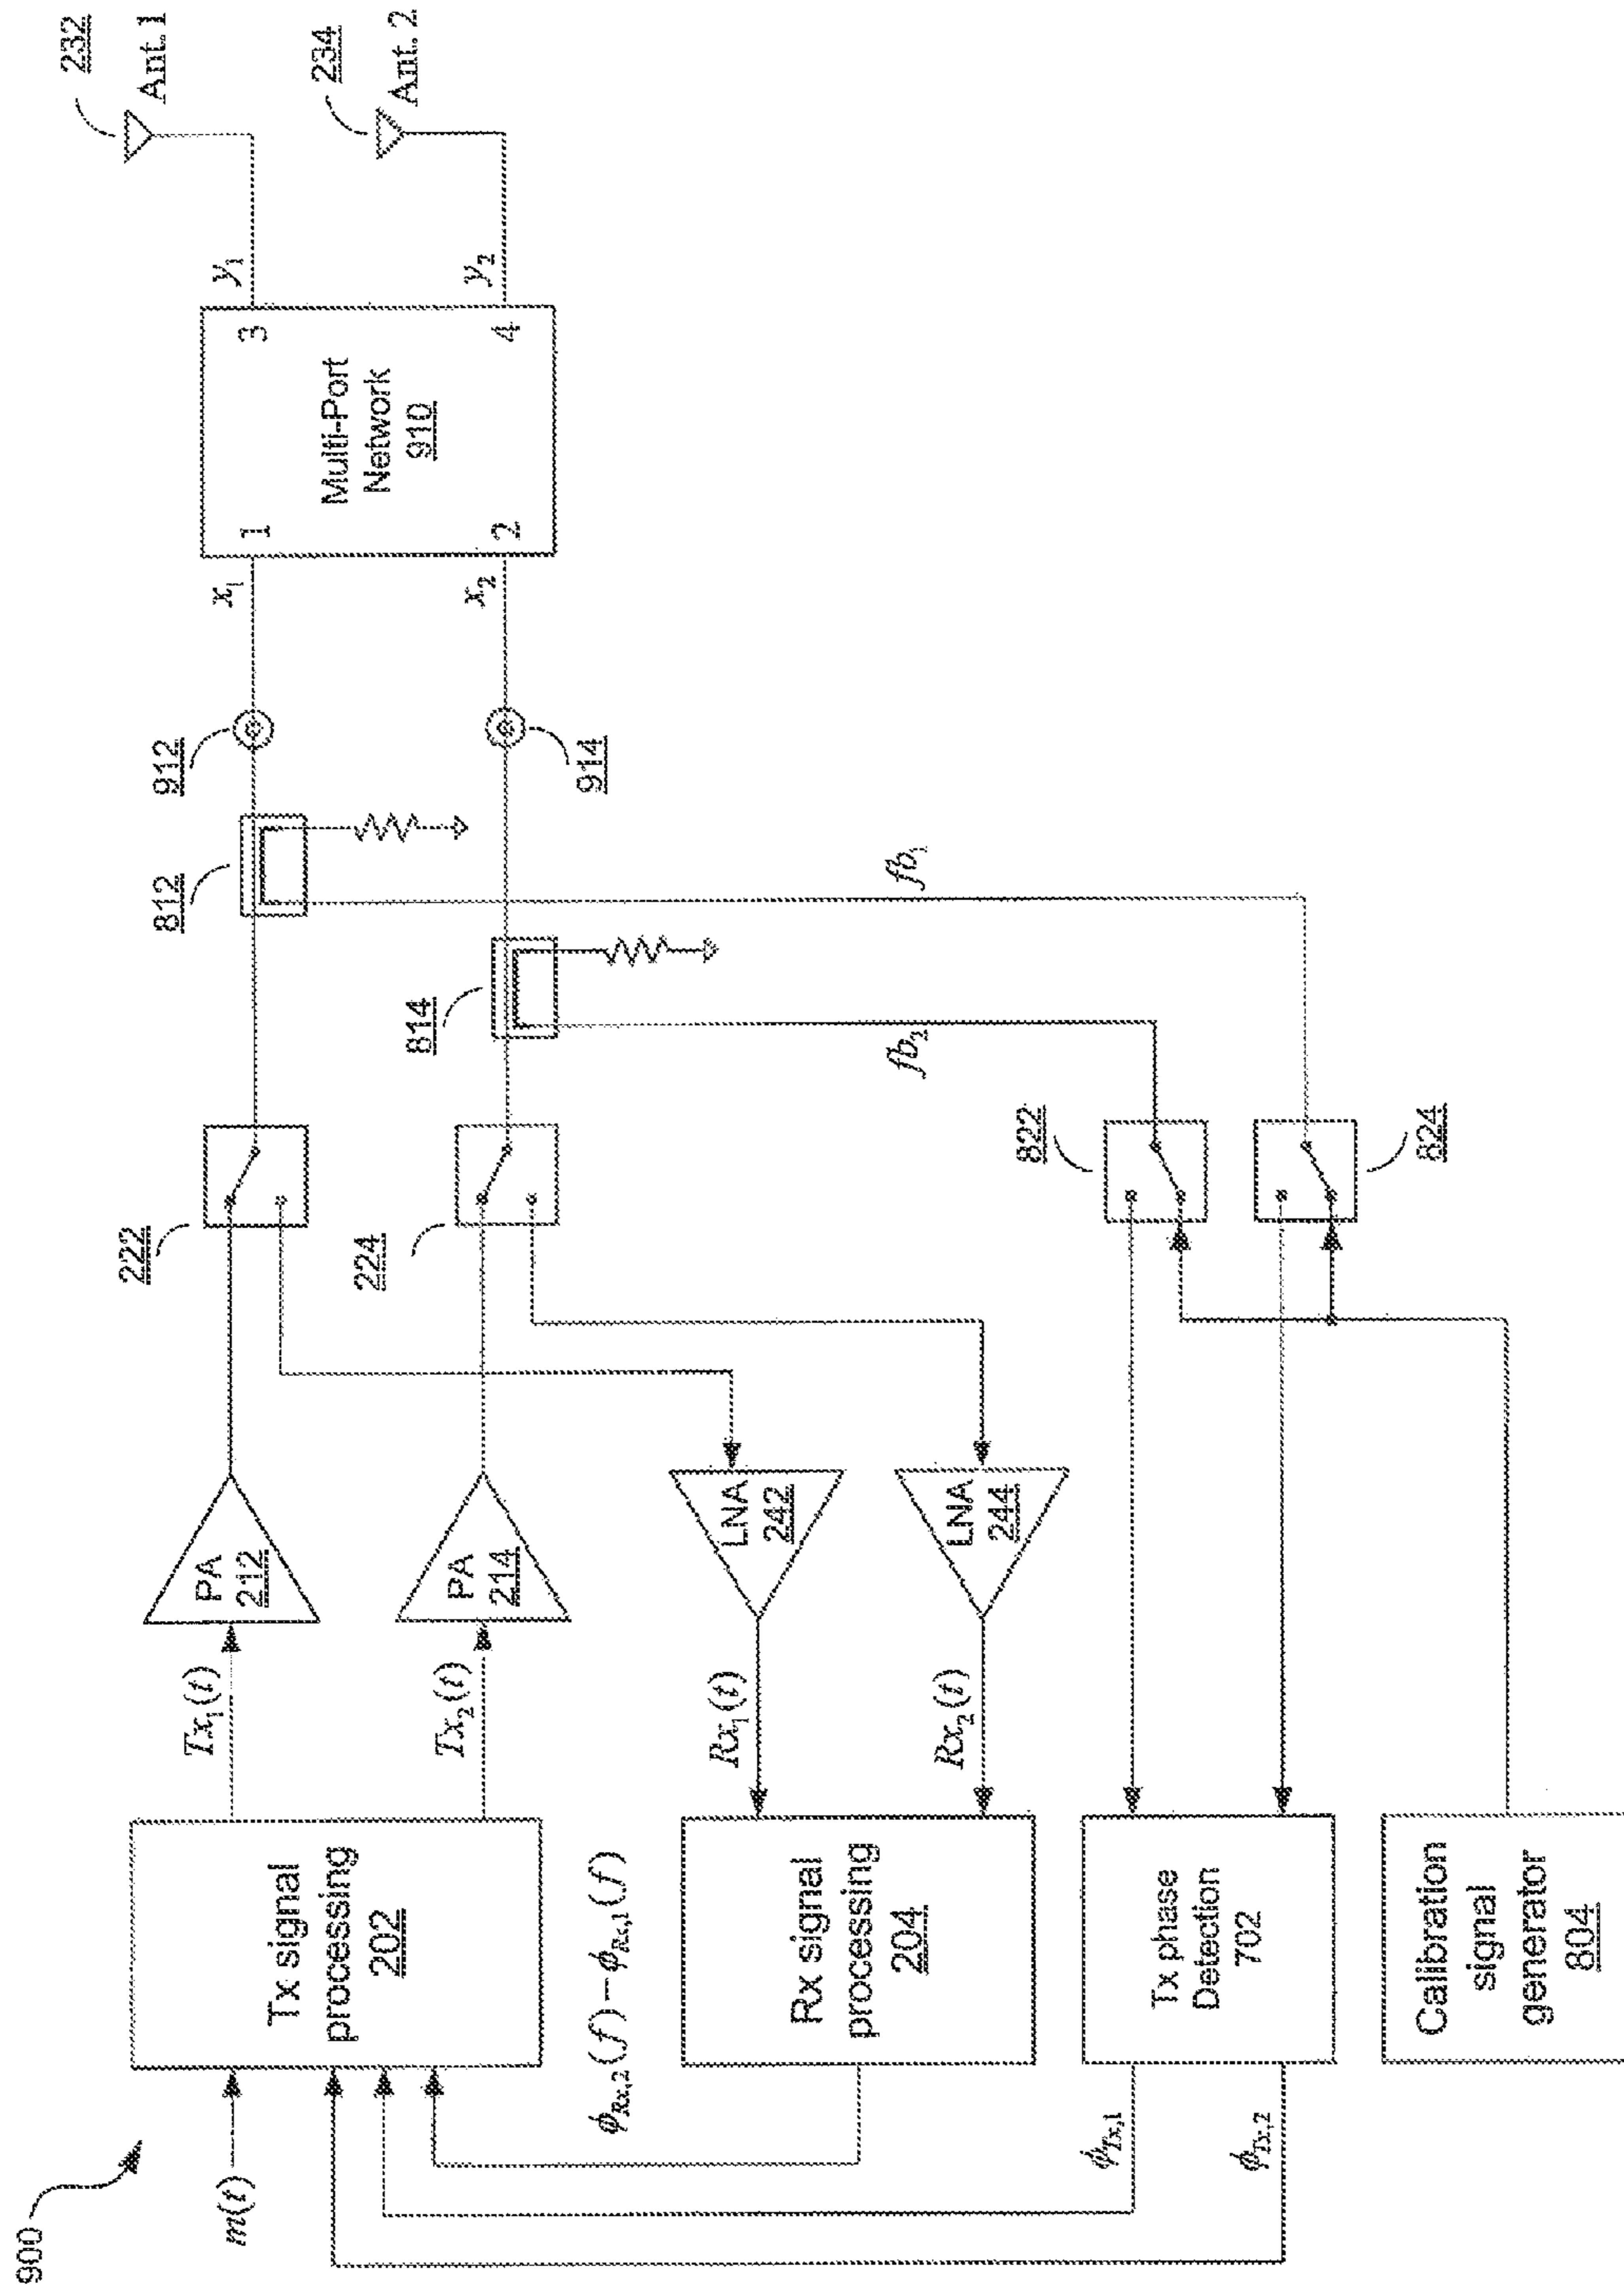 900
m(t)
Tx signal
processing
202
Tx₁(t)
Tx₂(t)
PA
212
PA
214
222
224
812
814
912
914
x₁
x₂
1
2
3
4
Multi-Port
Network
910
y₁
y₂
232
Ant.1
234
Ant. 2
ϕRx,2(f)−ϕRx,1(f)
Rx signal
processing
204
Rx₁(t)
Rx₂(t)
LNA
242
LNA
244
fb₁
fb₂
822
824
ϕTx,1
ϕTx,2
Tx phase
Detection
702
Calibration
signal
generator
804